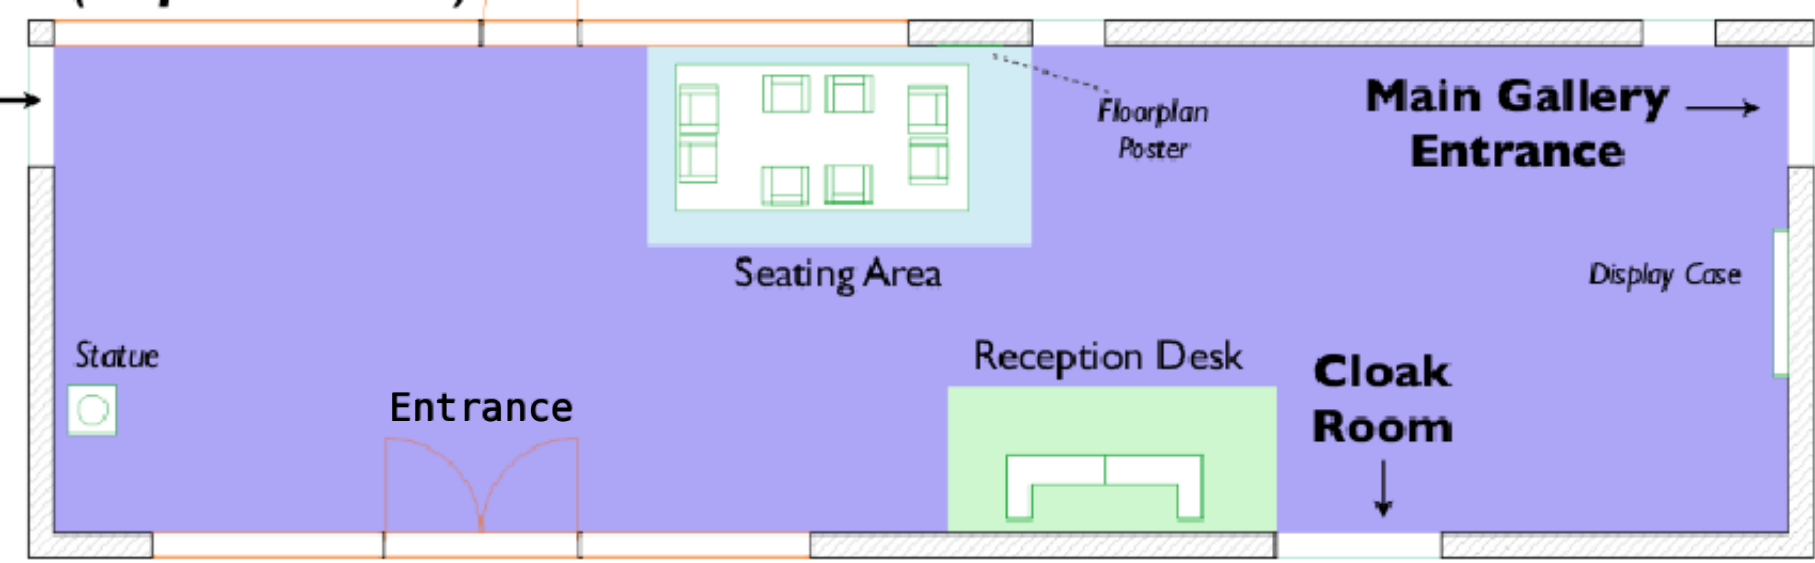 Floorplan
Poster
Main Gallery
Entrance
Seating Area
Display Case
Statue
Reception Desk
Cloak
Room
Entrance